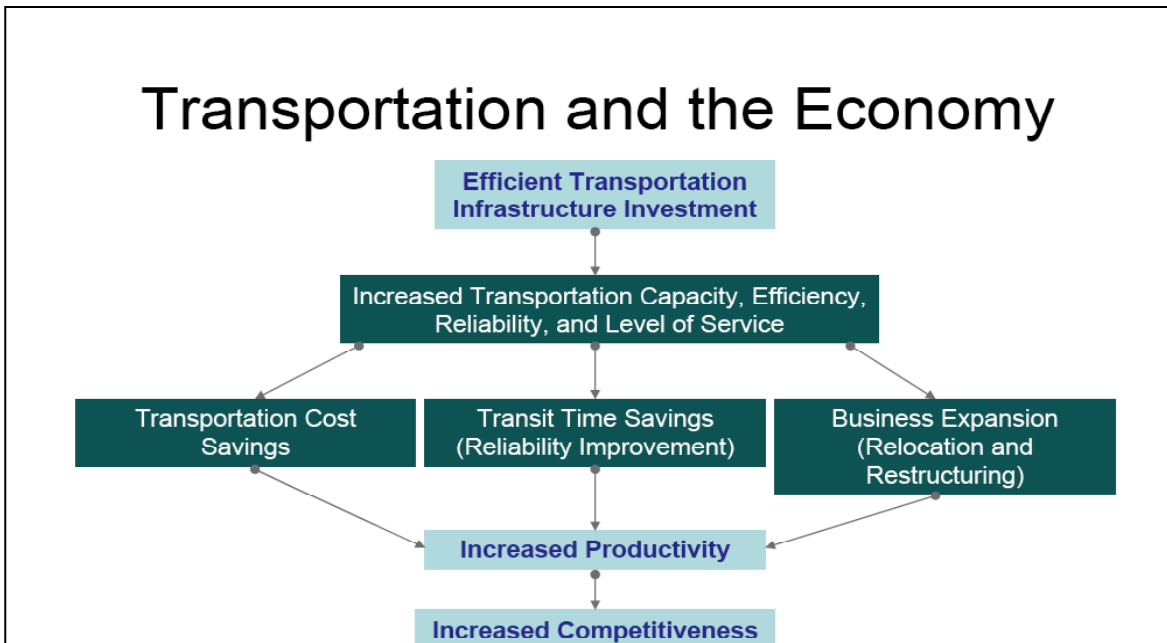 Transportation and the Economy
Efficient Transportation
Infrastructure Investment
Increased Transportation Capacity, Efficiency,
Reliability, and Level of Service
Transportation Cost
Savings
Transit Time Savings
(Reliability Improvement)
Business Expansion
(Relocation and
Restructuring)
Increased Productivity
Increased Competitiveness